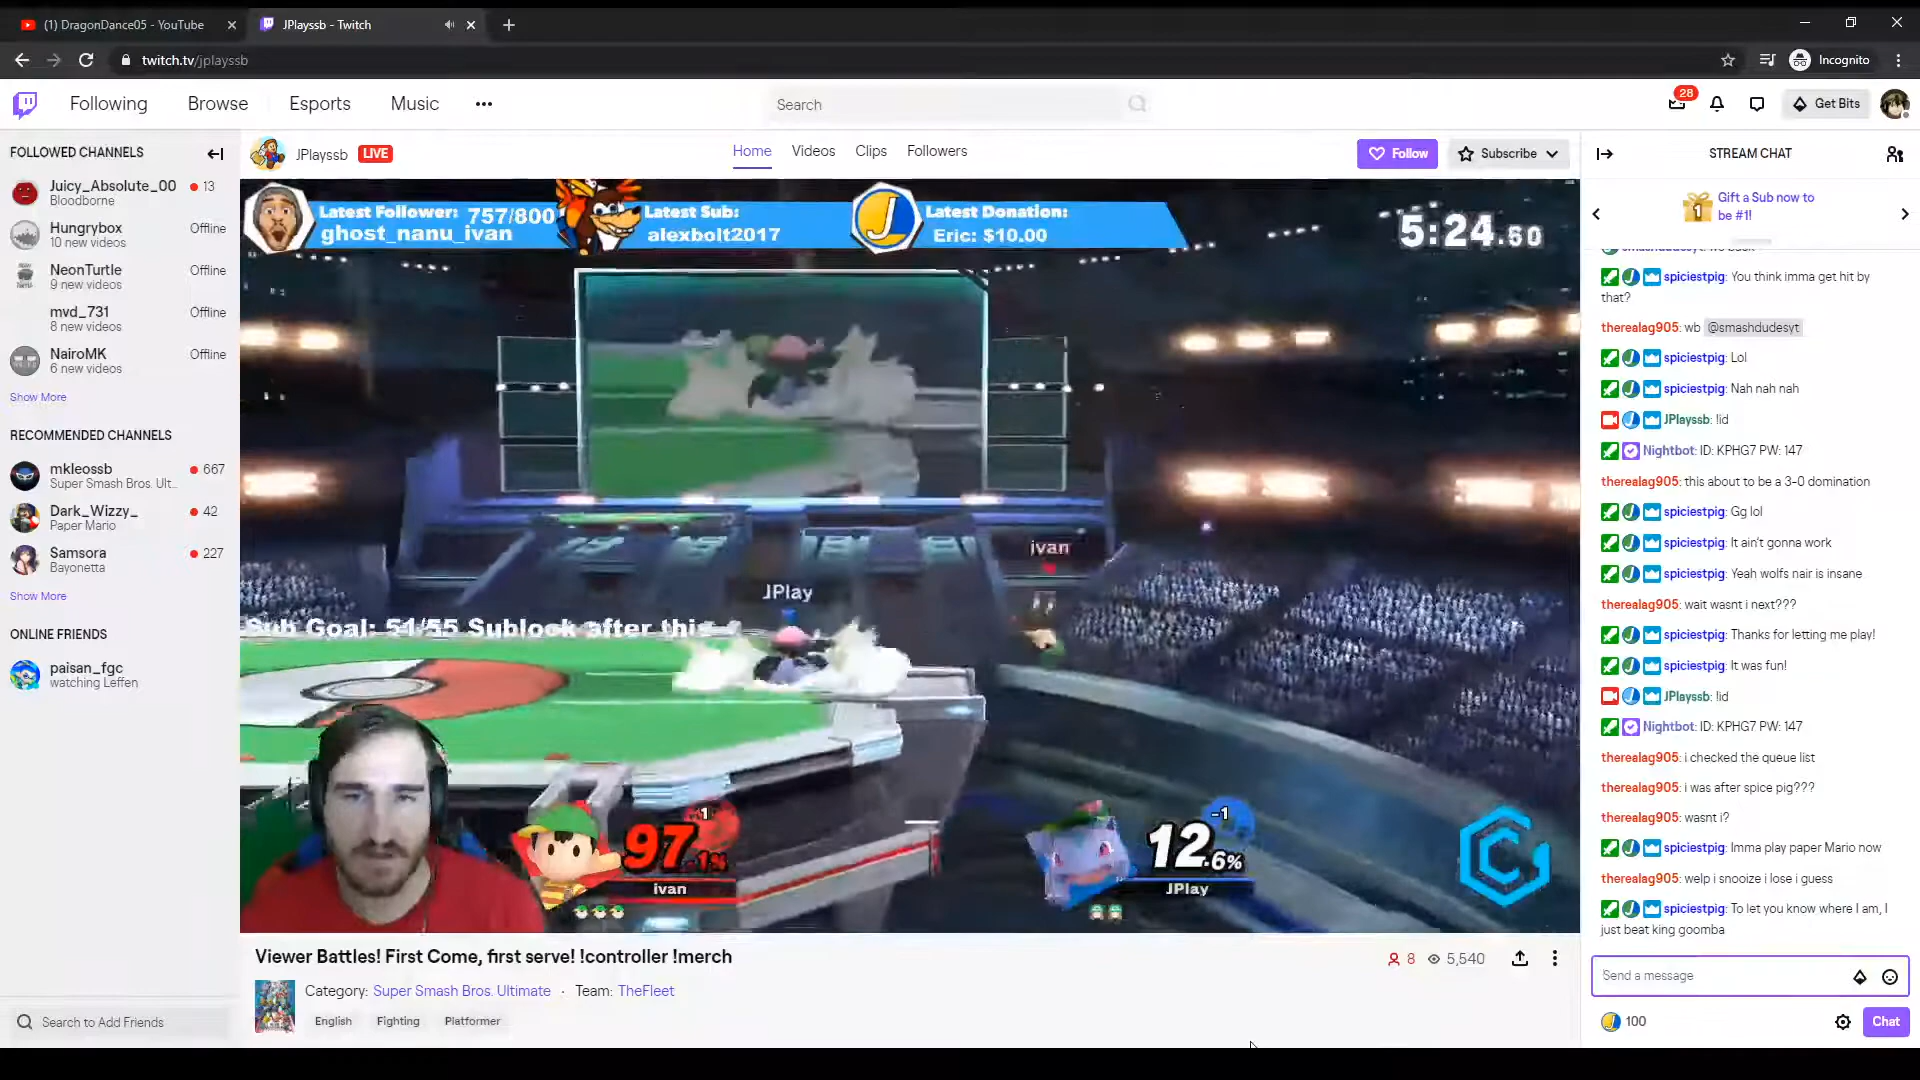 (1) DragonDance05 - YouTube
JPlayssb - Twitch
twitch.tv/jplayssb
Incognito
Following
Browse
Esports
Music
Search
28
Get Bits
FOLLOWED CHANNELS
Juicy_Absolute_00
13
Bloodborne
Hungrybox
Offline
10 new videos
NeonTurtle
Offline
9 new videos
mvd_731
Offline
8 new videos
NairoMK
Offline
6 new videos
Show More
RECOMMENDED CHANNELS
mkleossb
667
Super Smash Bros. Ult...
Dark_Wizzy_
42
Paper Mario
Samsora
227
Bayonetta
Show More
ONLINE FRIENDS
paisan_fgc
watching Leffen
Search to Add Friends
JPlayssb
LIVE
Home
Videos
Clips
Followers
Follow
Subscribe
Latest Follower: 757/800
ghost_nanu_ivan
Latest Sub:
alexbolt2017
Latest Donation:
Eric: $10.00
5:24.50
ivan
JPlay
Sub Goal: 51/55 Sublook after this
-1
97.1%
ivan
-1
12.6%
JPlay
Viewer Battles! First Come, first serve! !controller !merch
8
5,540
Category: Super Smash Bros. Ultimate · Team: TheFleet
English
Fighting
Platformer
STREAM CHAT
1
Gift a Sub now to
be #1!
spiciestpig: You think imma get hit by
that?
therealag905: wb @smashdudesyt
spiciestpig: Lol
spiciestpig: Nah nah nah
JPlayssb: !id
Nightbot: ID: KPHG7 PW: 147
therealag905: this about to be a 3-0 domination
spiciestpig: Gg lol
spiciestpig: It ain't gonna work
spiciestpig: Yeah wolfs nair is insane
therealag905: wait wasnt i next???
spiciestpig: Thanks for letting me play!
spiciestpig: It was fun!
JPlayssb: !id
Nightbot: ID: KPHG7 PW: 147
therealag905: i checked the queue list
therealag905: i was after spice pig???
therealag905: wasnt i?
spiciestpig: Imma play paper Mario now
therealag905: welp i snooize i lose i guess
spiciestpig: To let you know where I am, I
just beat king goomba
Send a message
100
Chat